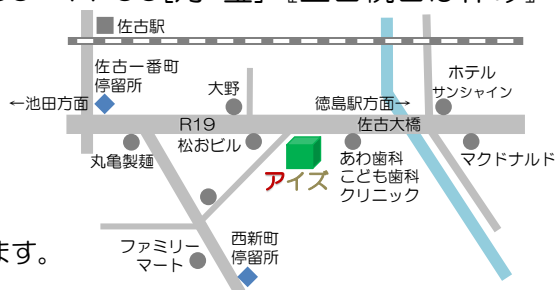 佐古駅
佐古一番町
停留所
大野
ホテル
サンシャイン
←池田方面
徳島駅方面→
R19
佐古大橋
丸亀製麺
松おビル
アイズ
あわ歯科
こども歯科
クリニック
マクドナルド
ファミリー
マート
西新町
停留所
ます。